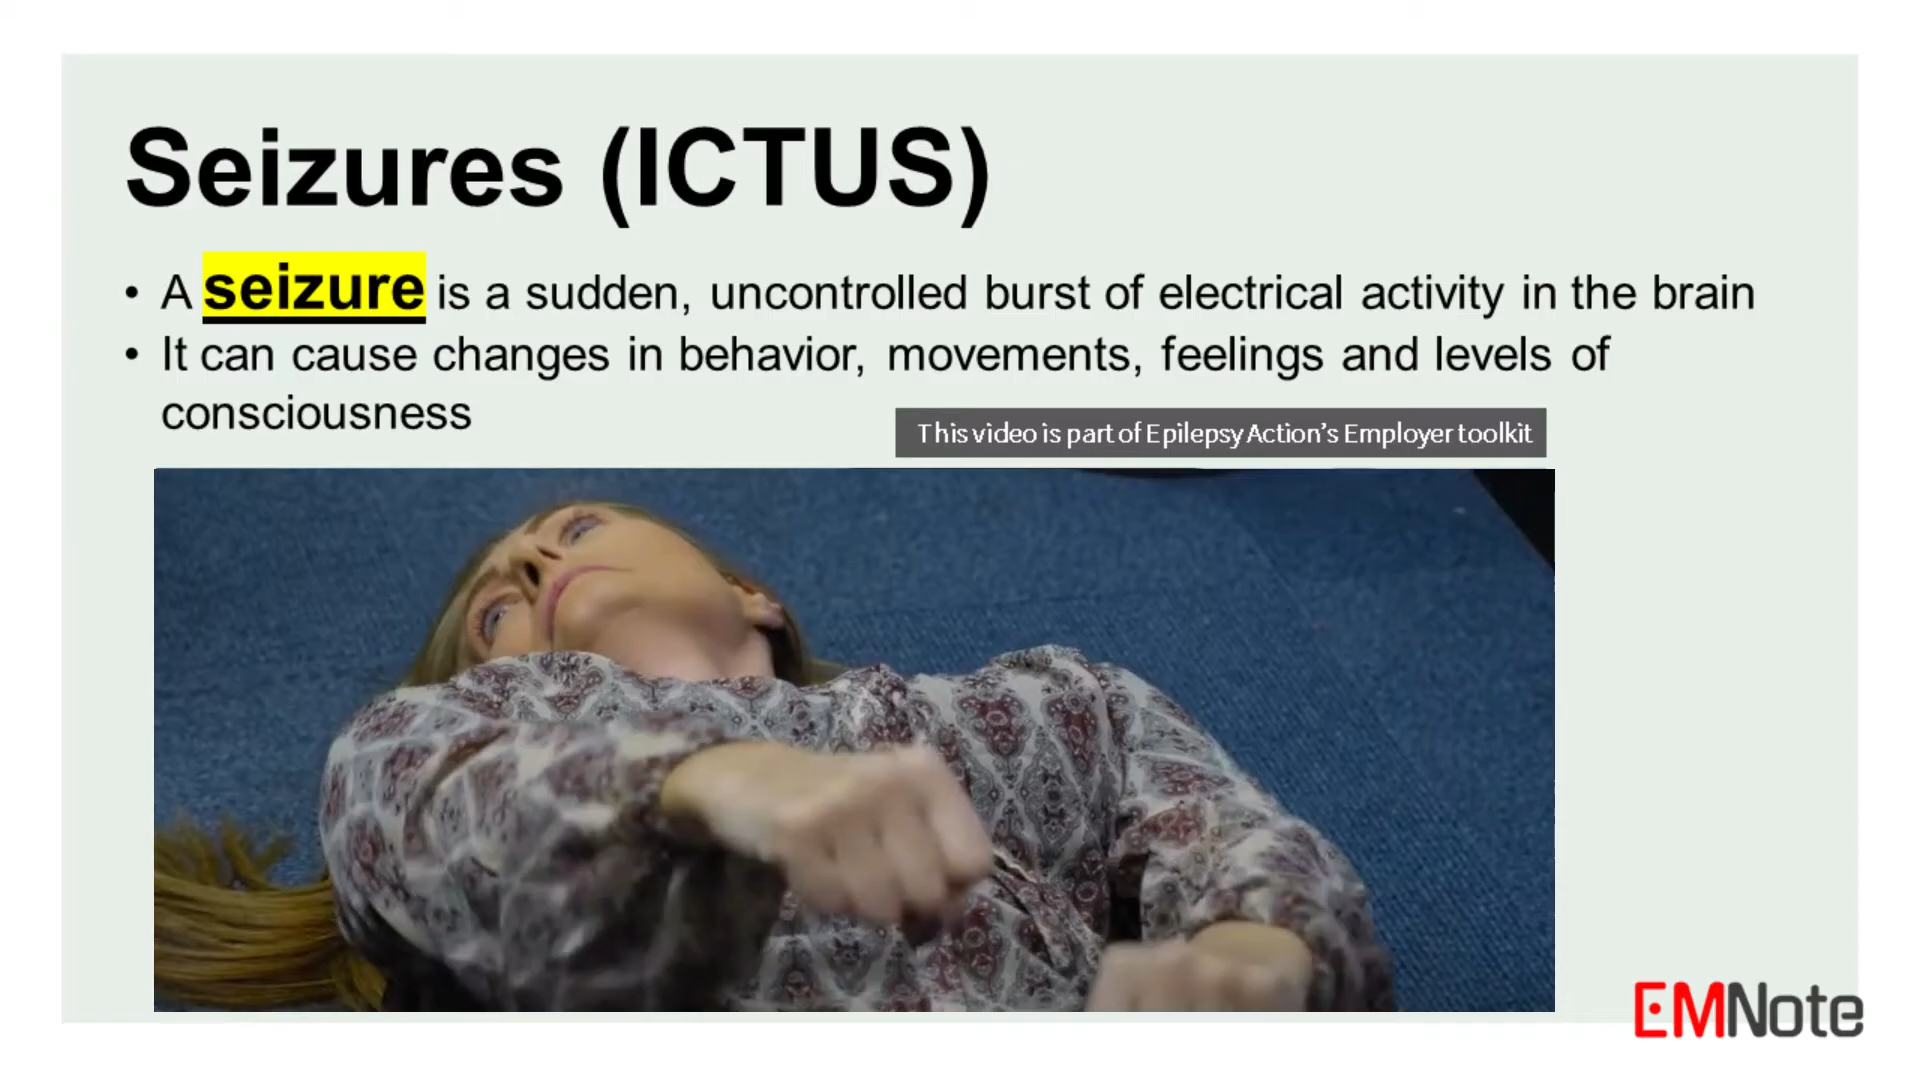 Seizures (ICTUS)
• A seizure is a sudden, uncontrolled burst of electrical activity in the brain
• It can cause changes in behavior, movements, feelings and levels of
consciousness
This video is part of Epilepsy Action’s Employer toolkit
EMNote